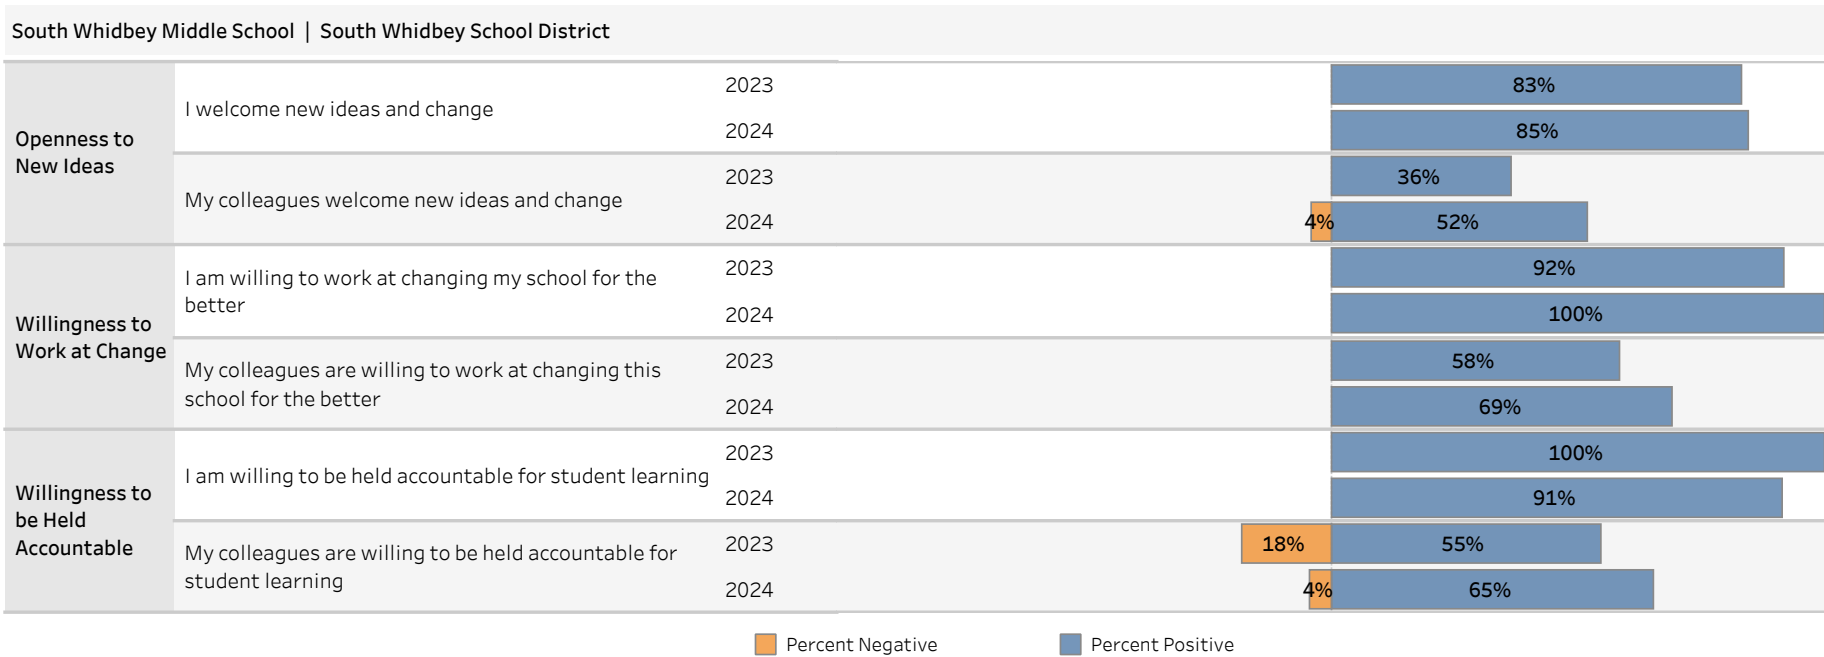 South Whidbey Middle School | South Whidbey School District
Openness to
New Ideas
I welcome new ideas and change
2023
83%
2024
85%
My colleagues welcome new ideas and change
2023
36%
2024
4%
52%
Willingness to
Work at Change
I am willing to work at changing my school for the
better
2023
92%
2024
100%
My colleagues are willing to work at changing this
school for the better
2023
58%
2024
69%
Willingness to
be Held
Accountable
I am willing to be held accountable for student learning
2023
100%
2024
91%
My colleagues are willing to be held accountable for
student learning
2023
18%
55%
2024
4%
65%
Percent Negative
Percent Positive